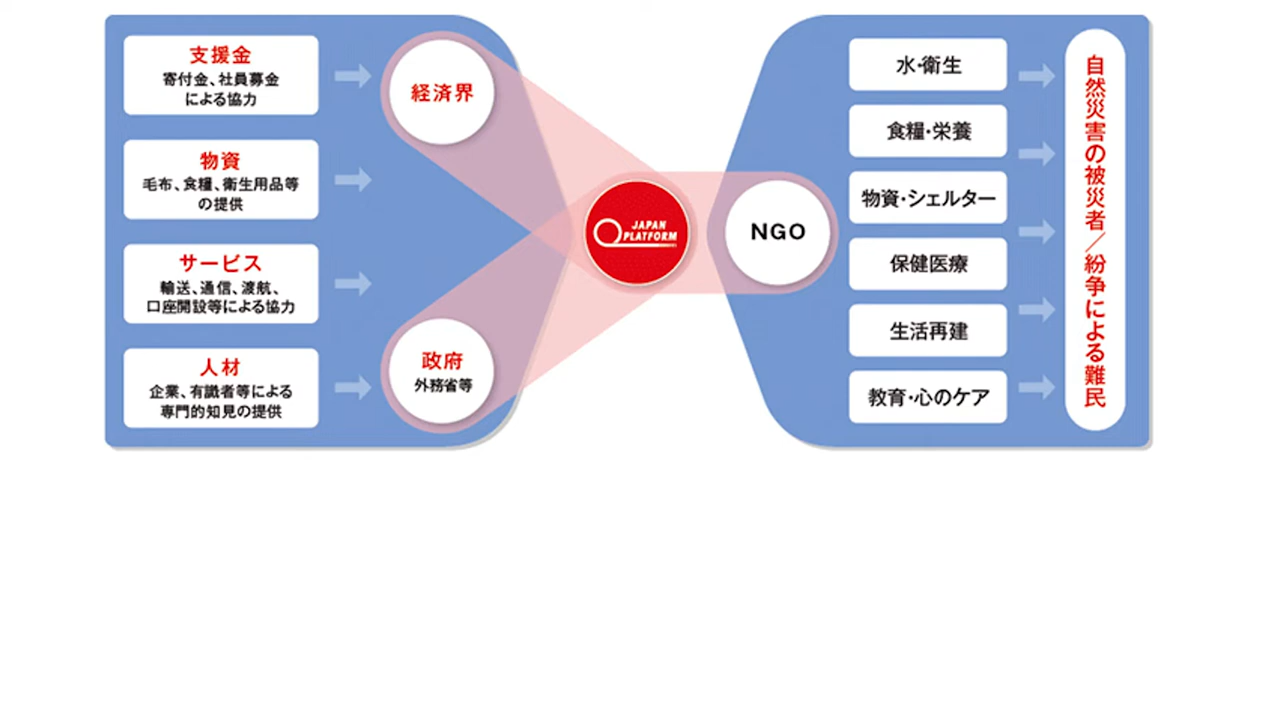 支援金
寄付金、社員募金
による協力
物資
毛布、食糧、衛生用品等
の提供
サービス
輸送、通信、渡航、
口座開設等による協力
人材
企業、有識者等による
専門的知見の提供
経済界
政府
外務省等
JAPAN
PLATFORM
NGO
水・衛生
食糧・栄養
物資・シェルター
保健医療
生活再建
教育・心のケア
自然災害の被災者/紛争による難民